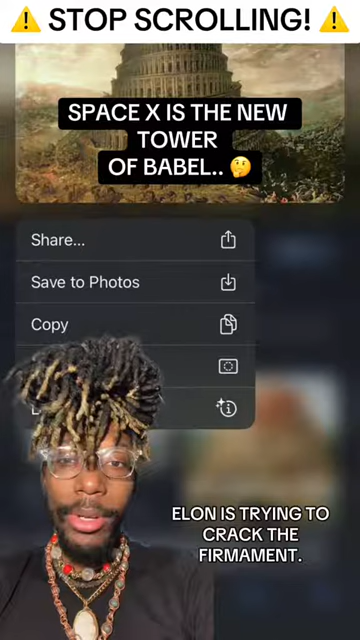 ⚠️ STOP SCROLLING! ⚠️
SPACE X IS THE NEW
TOWER
OF BABEL.. 🤔
Share...
Save to Photos
Copy
ELON IS TRYING TO
CRACK THE
FIRMAMENT.